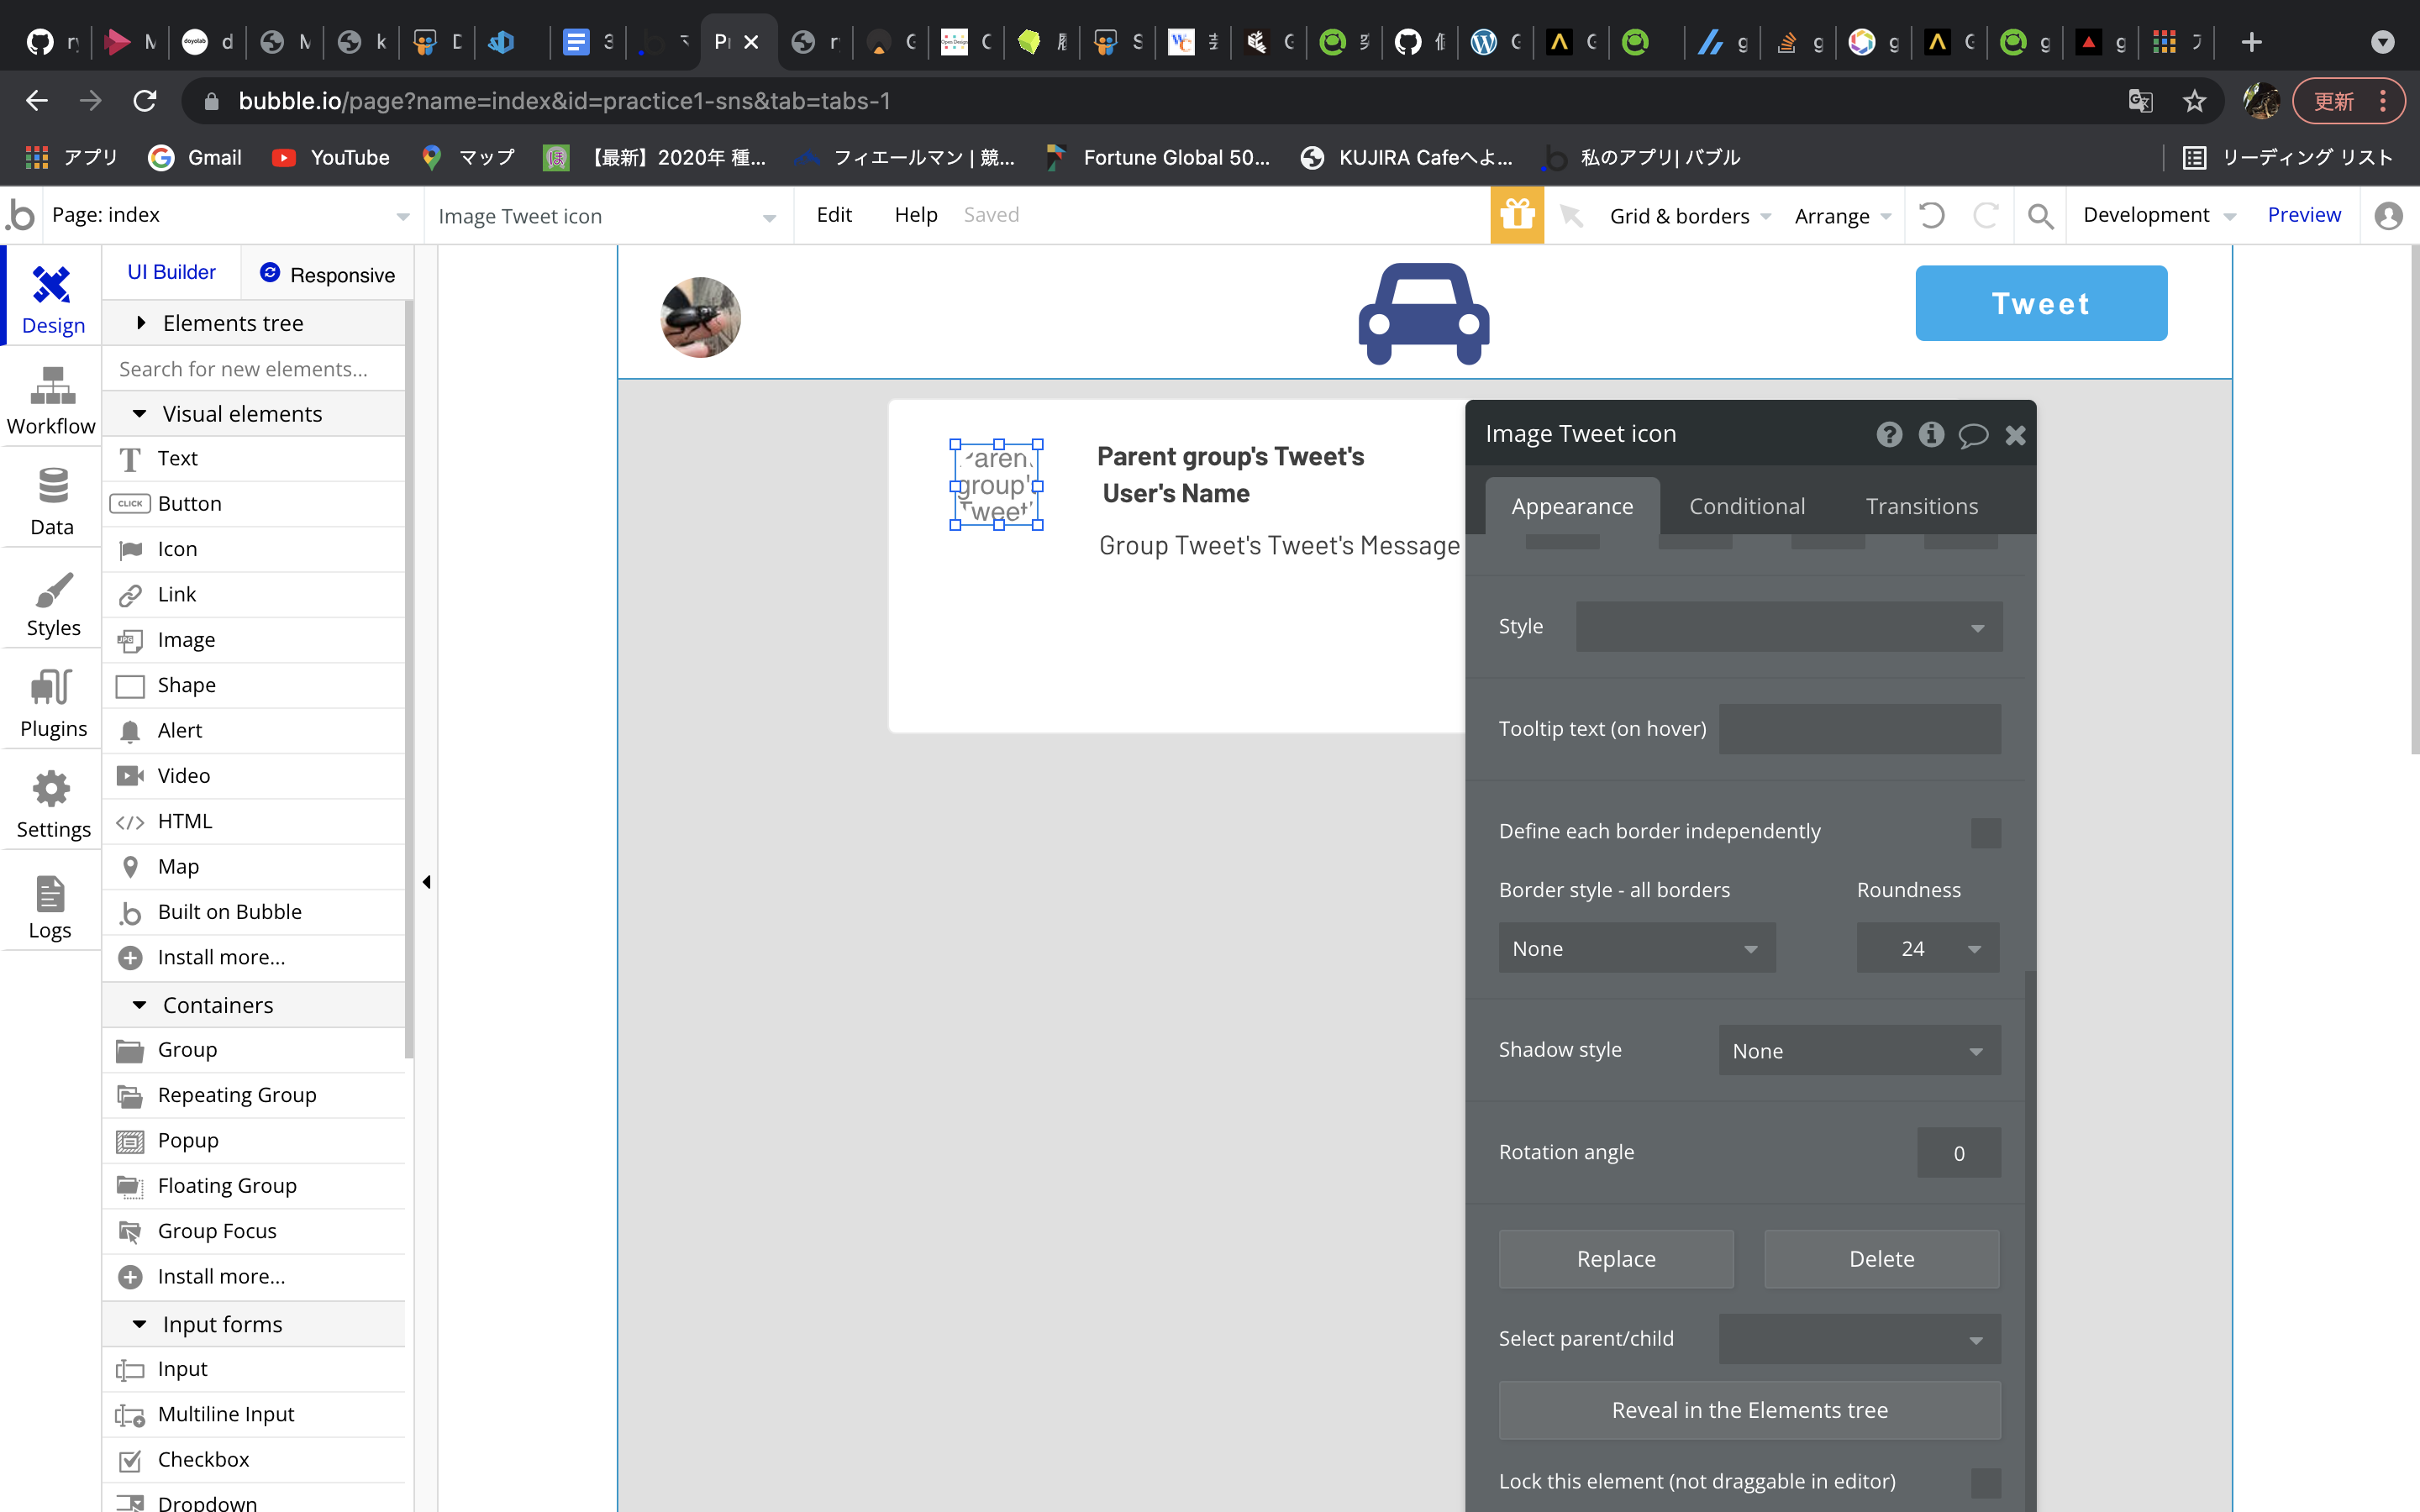 bubble.io/page?name=index&id=practice1-sns&tab=tabs-1
更新
アプリ
Gmail
YouTube
マップ
【最新】2020年 種...
フィエールマン | 競...
Fortune Global 50...
KUJIRA Cafeへよ...
私のアプリ| バブル
リーディング リスト
Page: index
Image Tweet icon
Edit
Help
Saved
Grid & borders
Arrange
Development
Preview
Design
Workflow
Data
Styles
Plugins
Settings
Logs
UI Builder
Responsive
Elements tree
Search for new elements...
Visual elements
Text
CLICK
Button
Icon
Link
Image
Shape
Alert
Video
HTML
Map
Built on Bubble
Install more...
Containers
Group
Repeating Group
Popup
Floating Group
Group Focus
Install more...
Input forms
Input
Multiline Input
Checkbox
Dropdown
Tweet
Parent
group's
Tweet'
Parent group's Tweet's
User's Name
Group Tweet's Tweet's Message
Image Tweet icon
Appearance
Conditional
Transitions
Style
Tooltip text (on hover)
Define each border independently
Border style - all borders
Roundness
None
24
Shadow style
None
Rotation angle
0
Replace
Delete
Select parent/child
Reveal in the Elements tree
Lock this element (not draggable in editor)